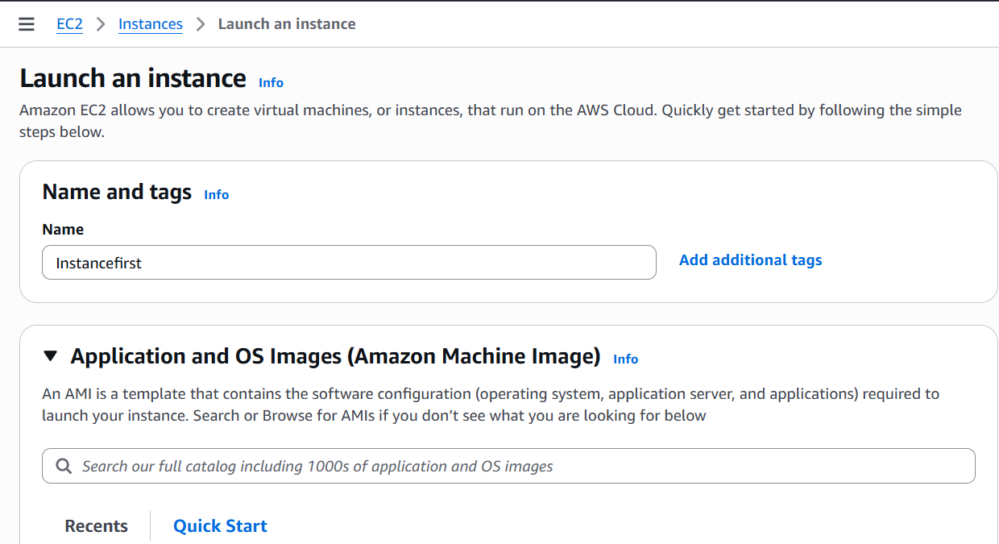 EC2 > Instances > Launch an instance
Launch an instance Info
Amazon EC2 allows you to create virtual machines, or instances, that run on the AWS Cloud. Quickly get started by following the simple
steps below.
Name and tags Info
Name
Instancefirst Add additional tags
Application and OS Images (Amazon Machine Image) Info
An AMI is a template that contains the software configuration (operating system, application server, and applications) required to
launch your instance. Search or Browse for AMIs if you don’t see what you are looking for below
Search our full catalog including 1000s of application and OS images
Recents Quick Start